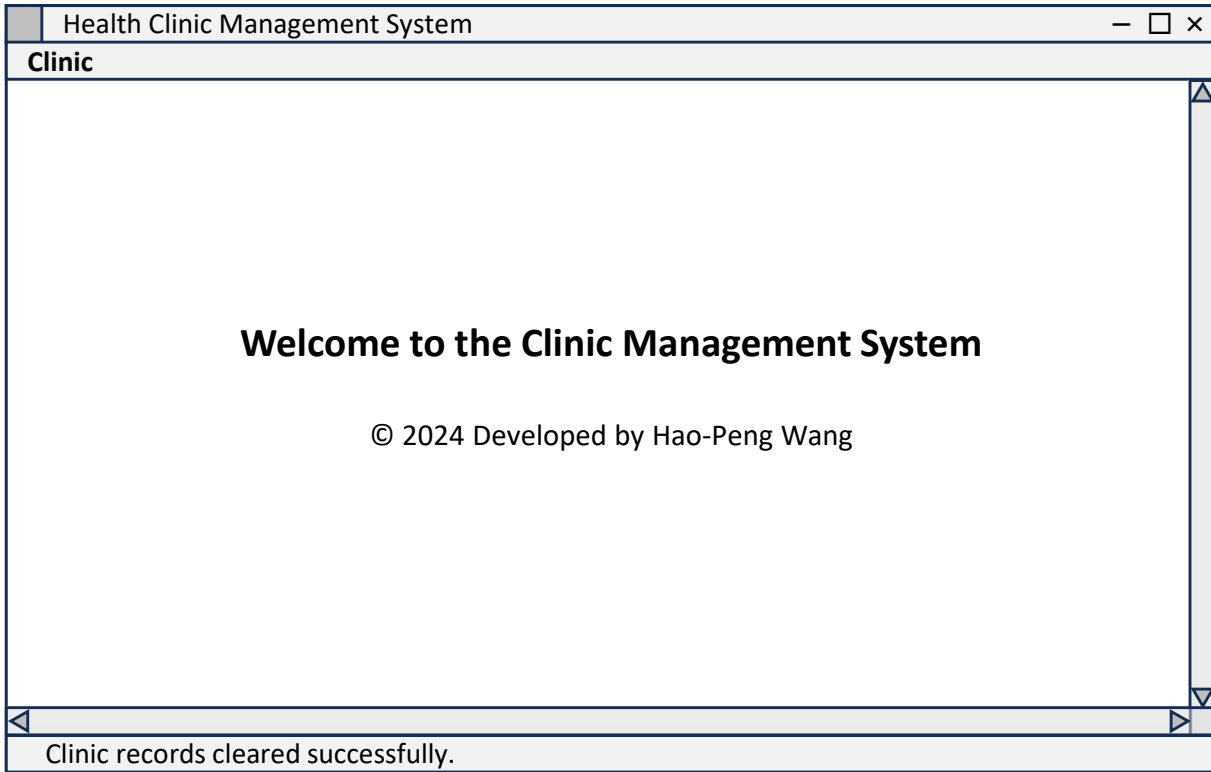 Health Clinic Management System
Clinic
Welcome to the Clinic Management System
© 2024 Developed by Hao-Peng Wang
Clinic records cleared successfully.